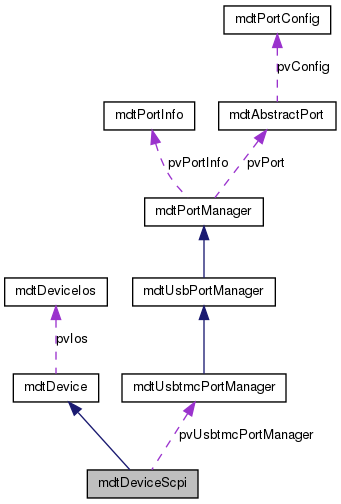 mdtPortConfig
pvConfig
mdtPortInfo
mdtAbstractPort
pvPortInfo
pvPort
mdtPortManager
mdtDeviceIos
mdtUsbPortManager
pvIos
mdtDevice
mdtUsbtmcPortManager
pvUsbtmcPortManager
mdtDeviceScpi